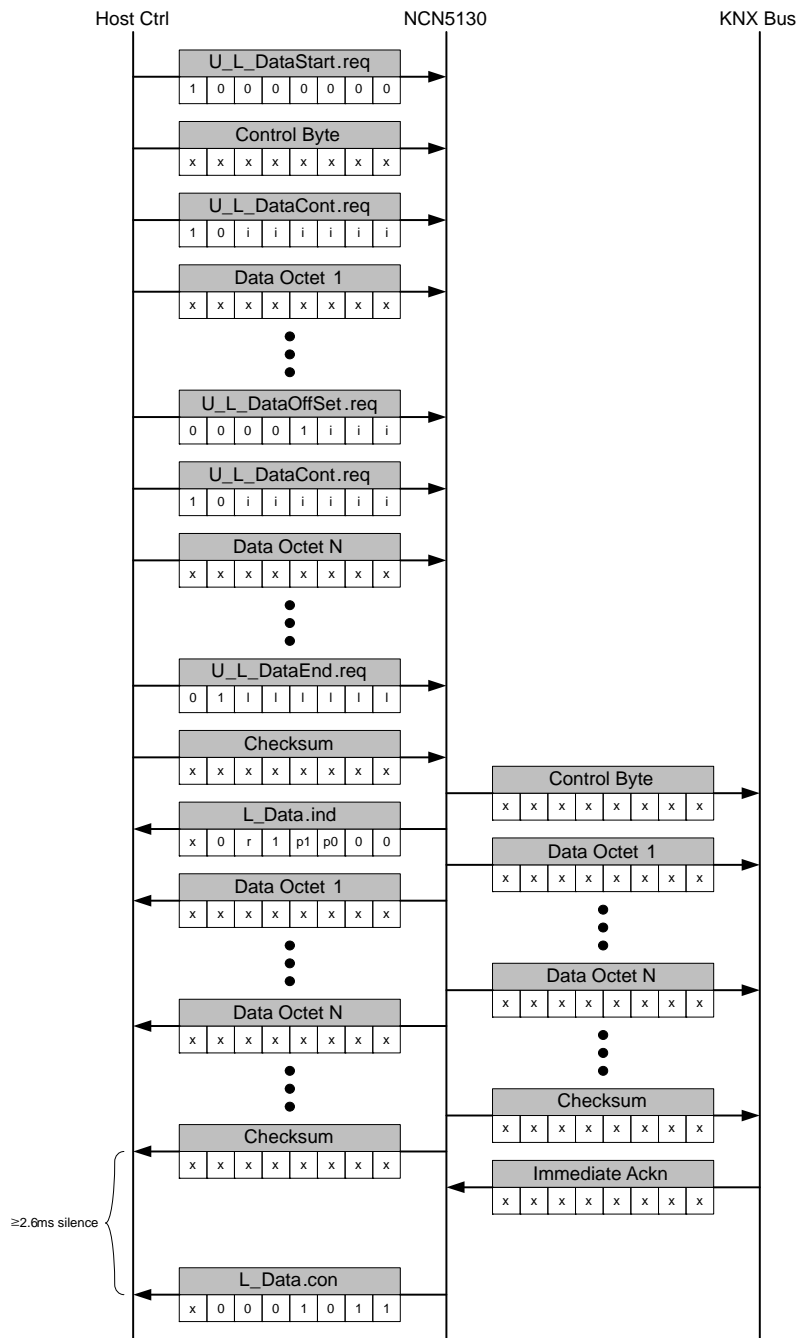 Host Ctrl NCN5130 KNX Bus
U_L_DataStart.req
1 0 0 0 0 0 0 0
Control Byte
x x x x x x x x
U_L_DataCont.req
1 0 i i i i i i
Data Octet 1
x x x x x x x x
U_L_DataOffSet.req
0 0 0 0 1 i i i
U_L_DataCont.req
1 0 i i i i i i
Data Octet N
x x x x x x x x
U_L_DataEnd.req
0 1 l l l l l l
Checksum
x x x x x x x x
Control Byte
x x x x x x x x
L_Data.ind
x 0 r 1 p1 p0 0 0
Data Octet 1
x x x x x x x x
Data Octet 1
x x x x x x x x
Data Octet N
x x x x x x x x
Data Octet N
x x x x x x x x
Checksum
x x x x x x x x
Checksum
x x x x x x x x
Immediate Ackn
x x x x x x x x
≥2.6ms silence
L_Data.con
x 0 0 0 1 0 1 1